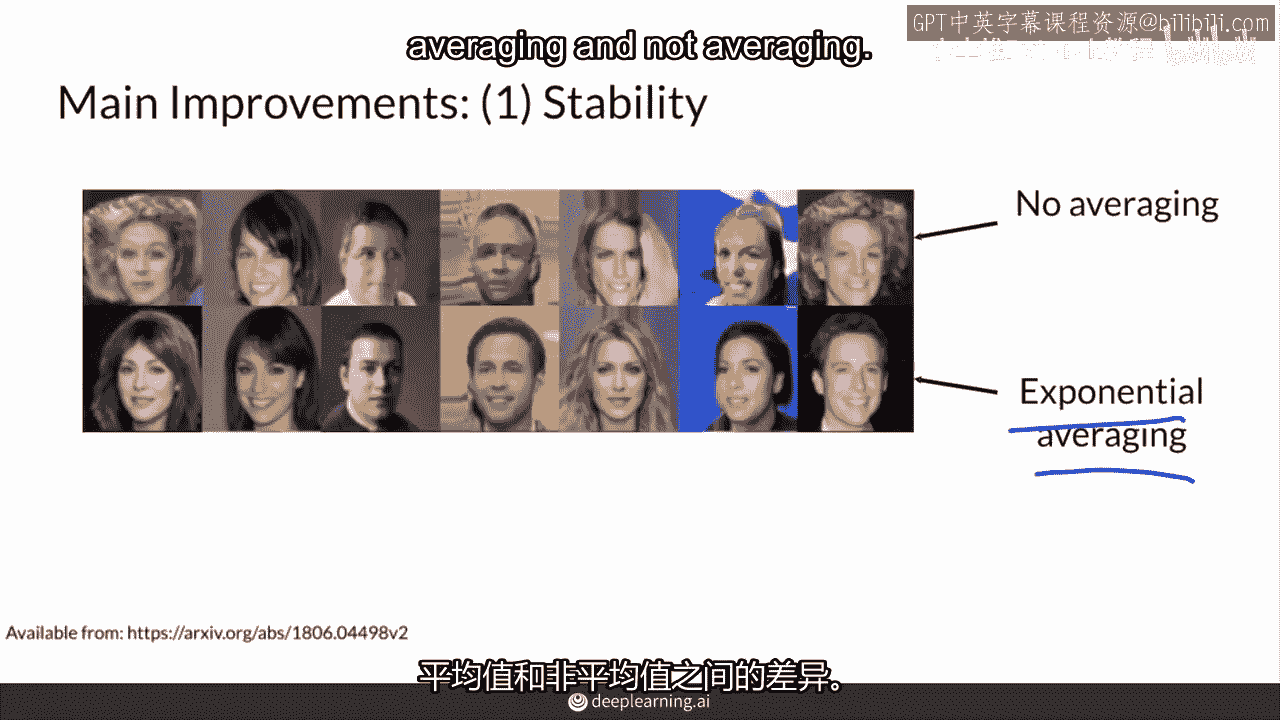 GPT中英字幕课程资源@bilibili.com
averaging and not averaging.
Main Improvements: (1) Stability
No averaging
Exponential
averaging
Available from: https://arxiv.org/abs/1806.04498v2
平均值和非平均值之间的差异。
deeplearning.ai